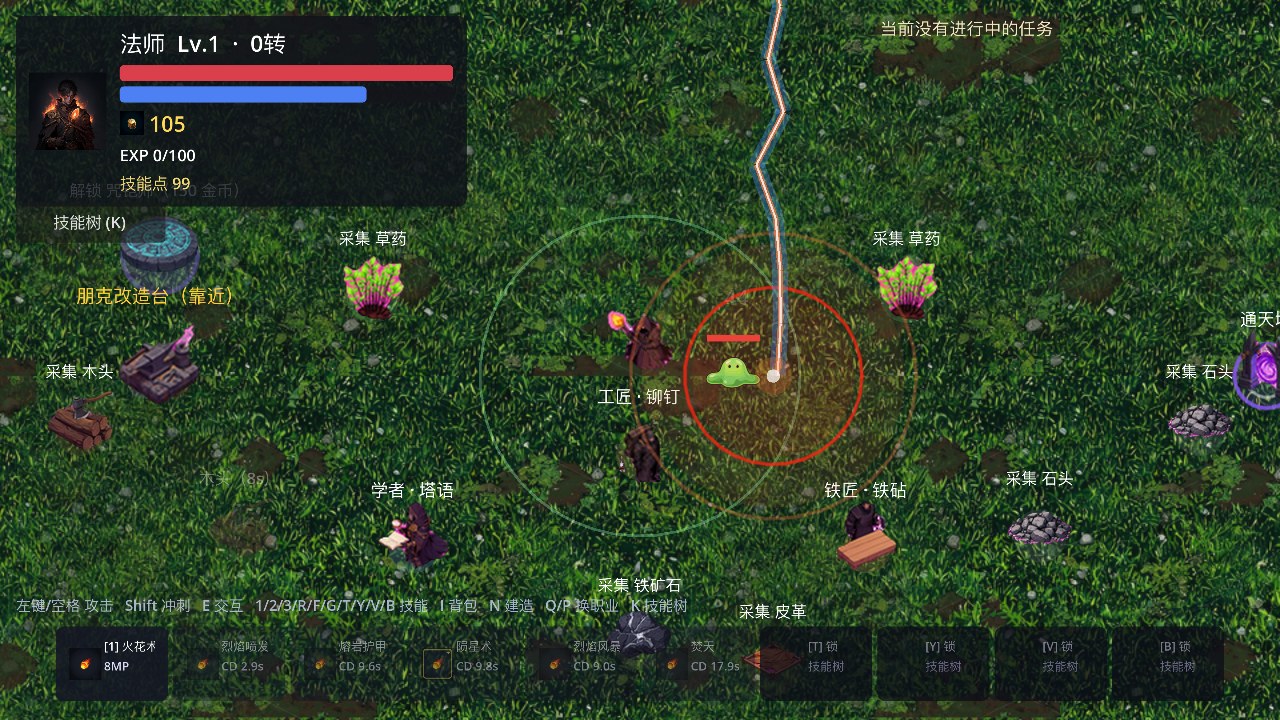 法师 Lv.1 · 0转
当前没有进行中的任务
105
EXP 0/100
技能点 99
金币）
技能树 (K)
采集 草药
采集 草药
朋克改造台（靠近）
采集 木头
通天
采集 石头
工匠 · 铆钉
木头（8s）
学者 · 塔语
铁匠 · 铁砧
采集 石头
采集 铁矿石
左键/空格 攻击 Shift 冲刺 E 交互 1/2/3/R/F/G/T/Y/V/B 技能 I 背包 N 建造 Q/P 换职业 K 技能树
采集 皮革
[1] 火花术
8MP
烈焰喷发
CD 2.9s
熔岩护甲
CD 9.6s
陨星术
CD 9.8s
烈焰风暴
CD 9.0s
焚天
CD 17.9s
[T] 锁
技能树
[Y] 锁
技能树
[V] 锁
技能树
[B] 锁
技能树